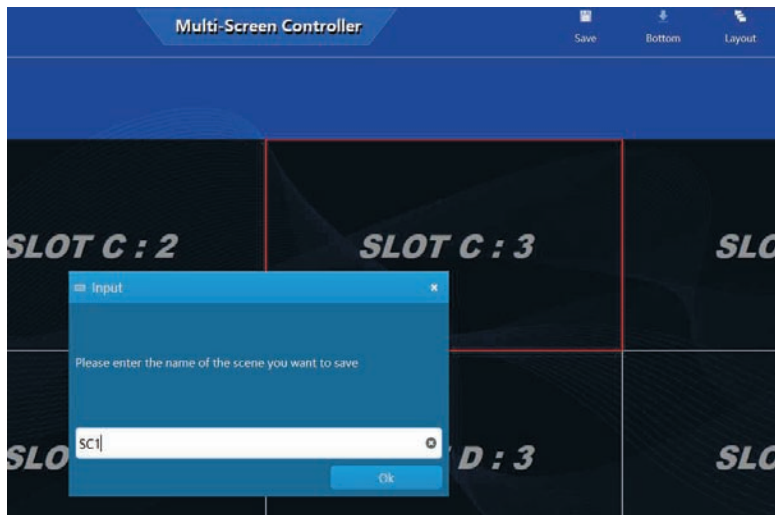 Multi-Screen Controller
Save Bottom Layout
SLOT C : 2
SLOT C : 3
SLO
Input
Please enter the name of the scene you want to save
SC1
SLO
D : 3
SLO
Ok